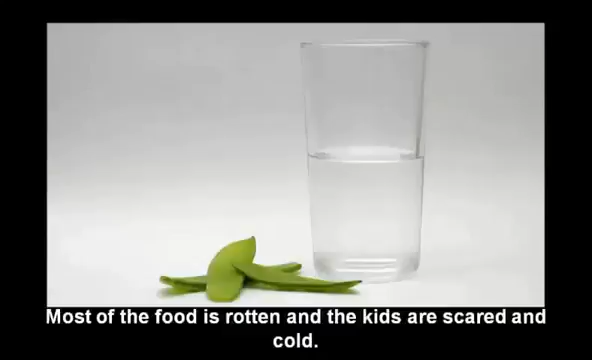 Most of the food is rotten and the kids are scared and
cold.